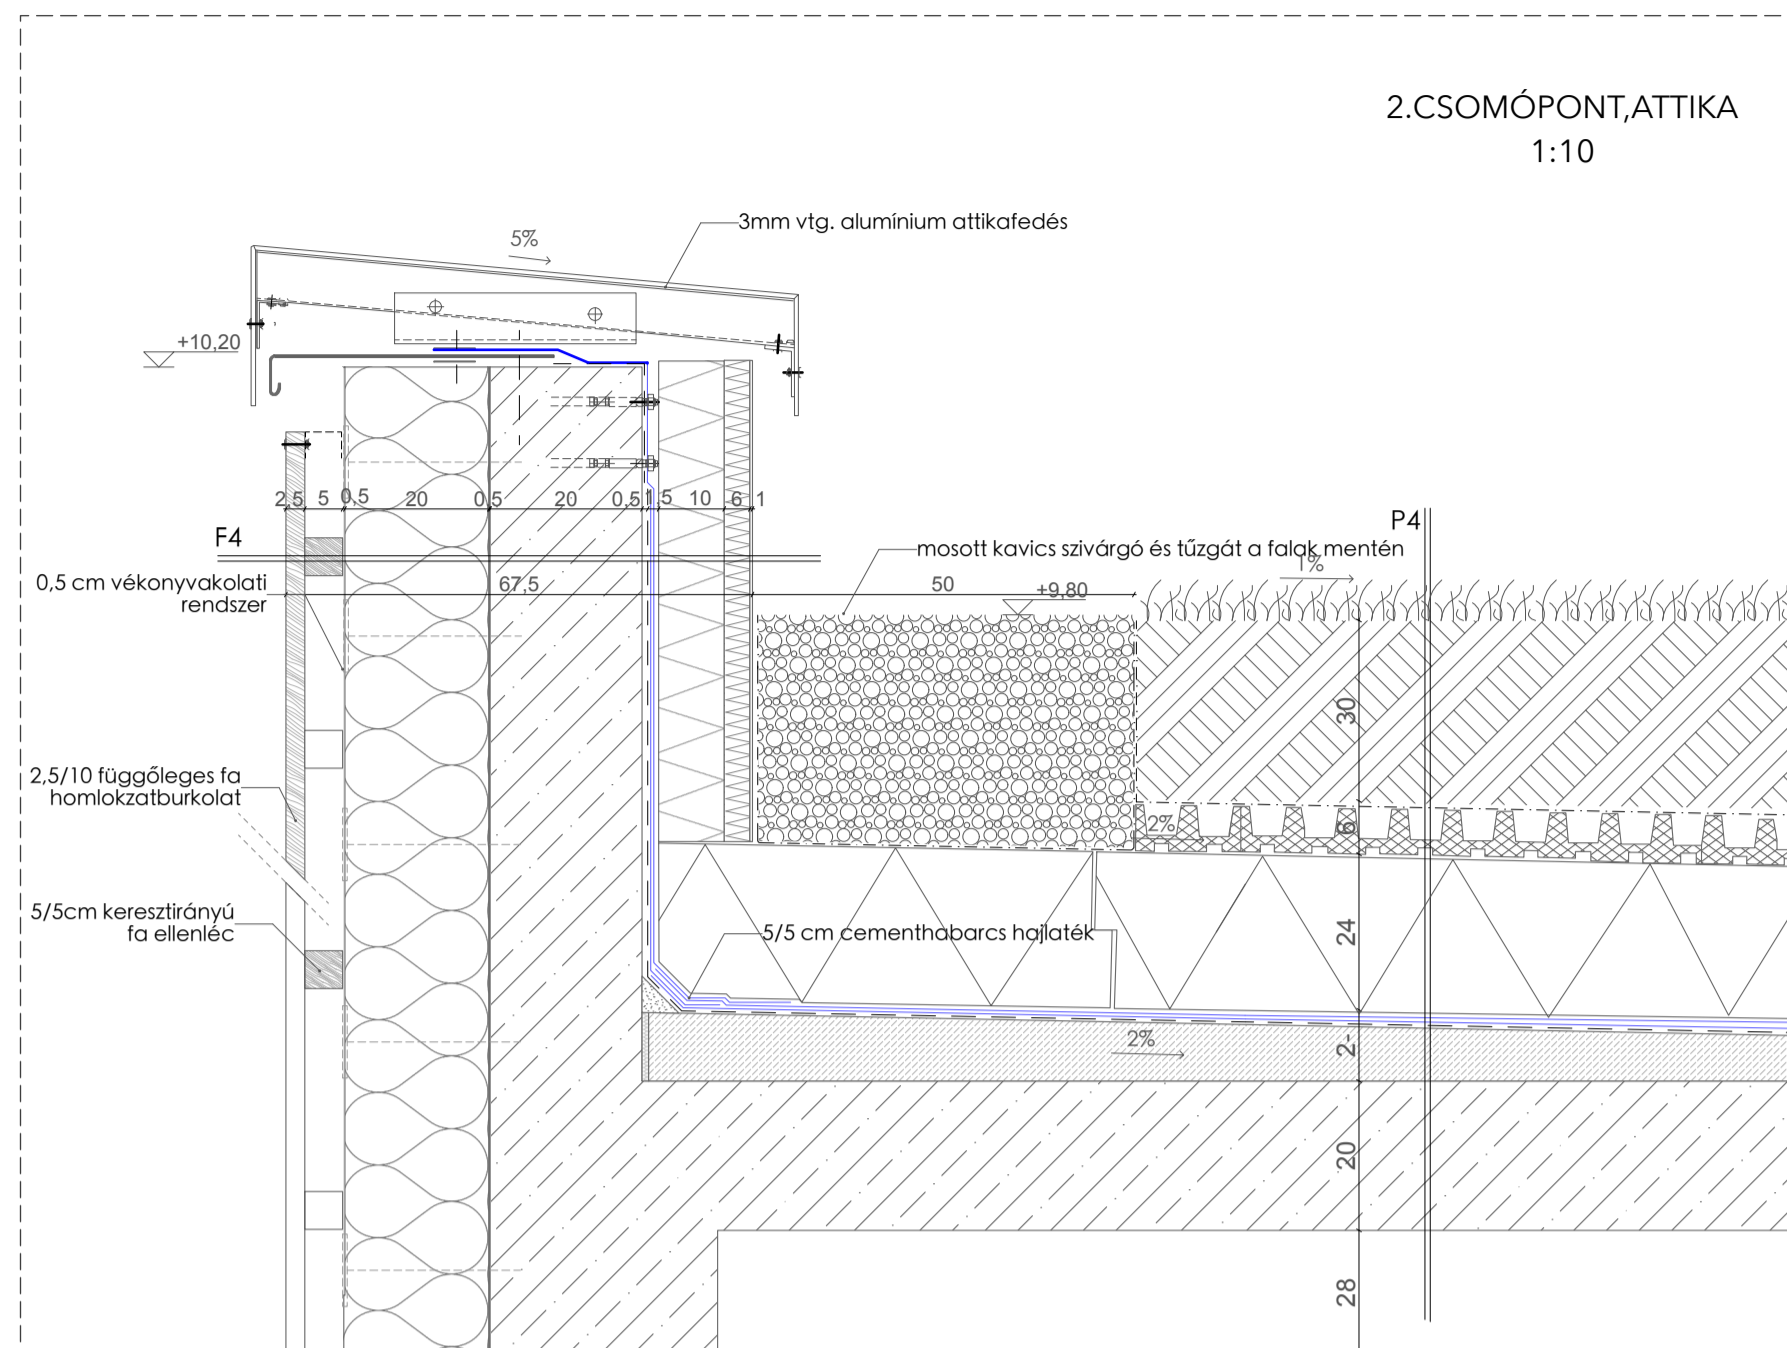 2.CSOMÓPONT,ATTIKA
1:10
3mm vtg. alumínium attikafedés
5%
+10,20
2,5 5 0,5 20 0,5 20 0,5 1,5 10 6 1
F4
P4
mosott kavics szivárgó és tűzgát a falak mentén
1%
0,5 cm vékonyvakolati
rendszer
67,5
50
+9,80
30
2,5/10 függőleges fa
homlokzatburkolat
2%
6
5/5cm keresztirányú
fa ellenléc
5/5 cm cementhabarcs hajlaték
24
2%
2-
20
28